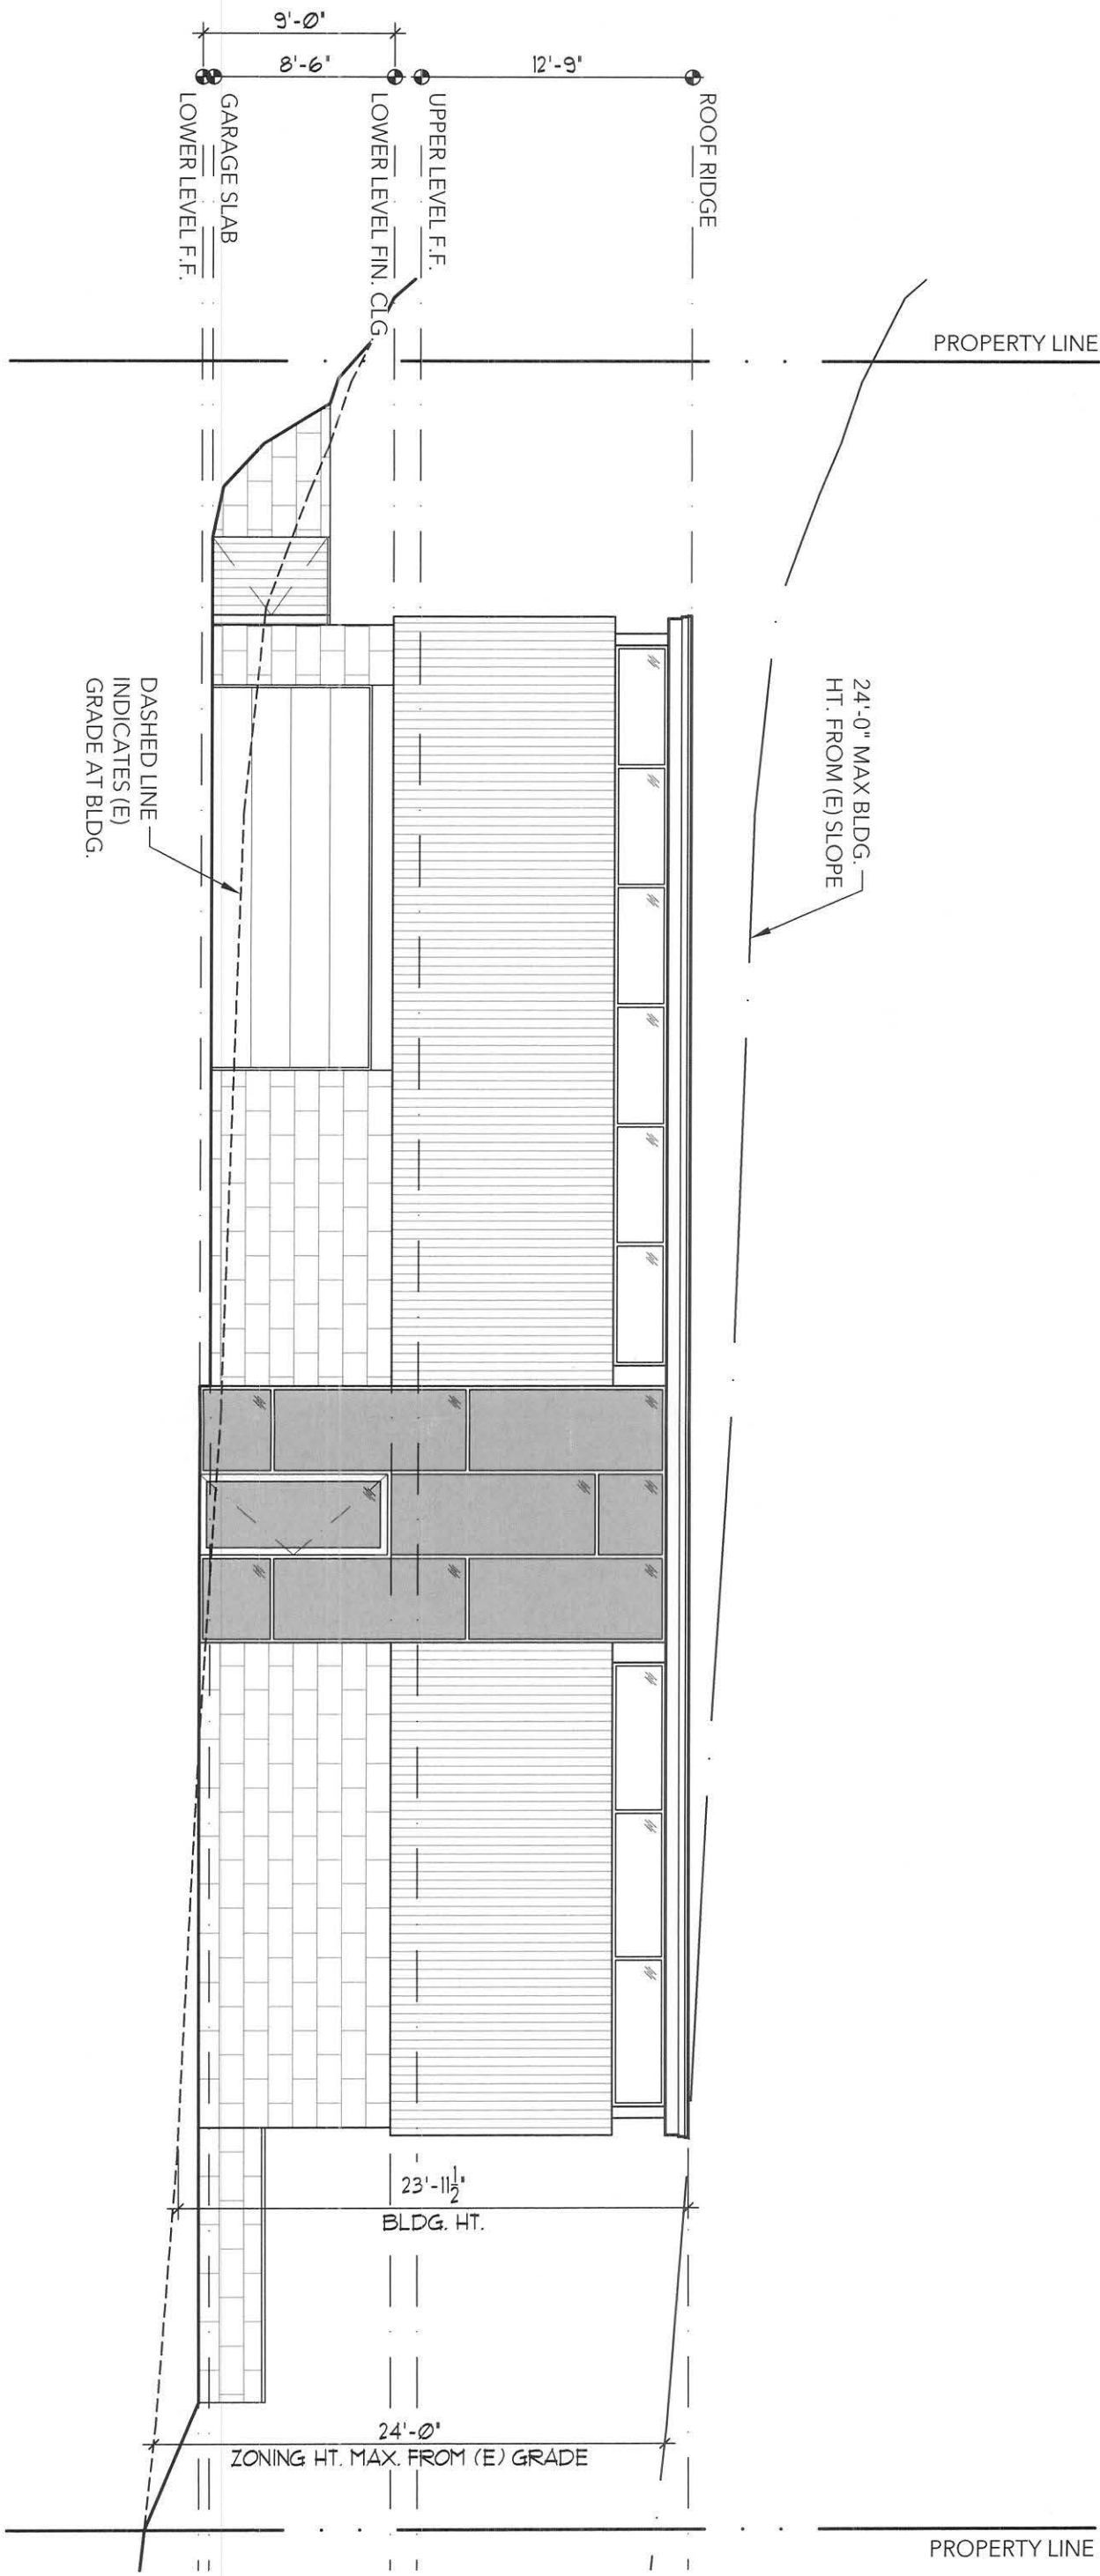 9'-0"
8'-6"
12'-9"
ROOF RIDGE
UPPER LEVEL F.F.
LOWER LEVEL FIN. CLG
GARAGE SLAB
LOWER LEVEL F.F.
PROPERTY LINE
24'-0" MAX BLDG.
HT. FROM (E) SLOPE
DASHED LINE
INDICATES (E)
GRADE AT BLDG.
23'-11½"
BLDG. HT.
24'-0"
ZONING HT. MAX. FROM (E) GRADE
PROPERTY LINE